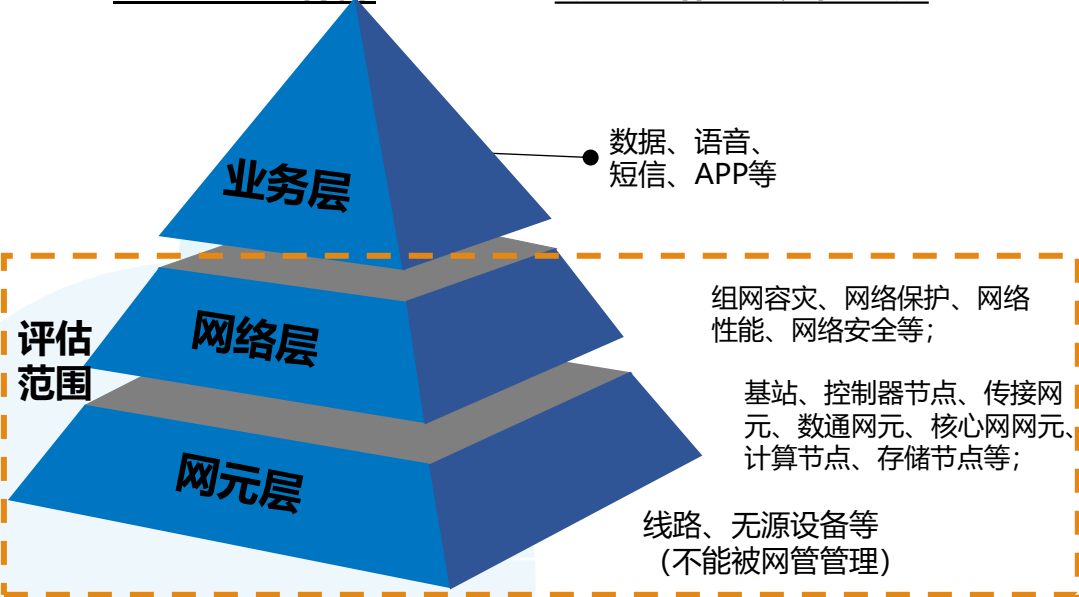 业务层
数据、语音、
短信、APP等
评估
范围
网络层
组网容灾、网络保护、网络
性能、网络安全等；
网元层
基站、控制器节点、传接网
元、数通网元、核心网网元、
计算节点、存储节点等；
线路、无源设备等
（不能被网管管理）